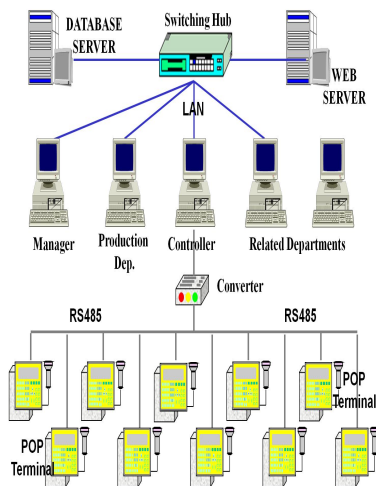 Switching Hub
DATABASE
SERVER
WEB
SERVER
LAN
Manager
Production
Dep.
Controller
Related Departments
Converter
RS485
RS485
POP
Terminal
POP
Terminal